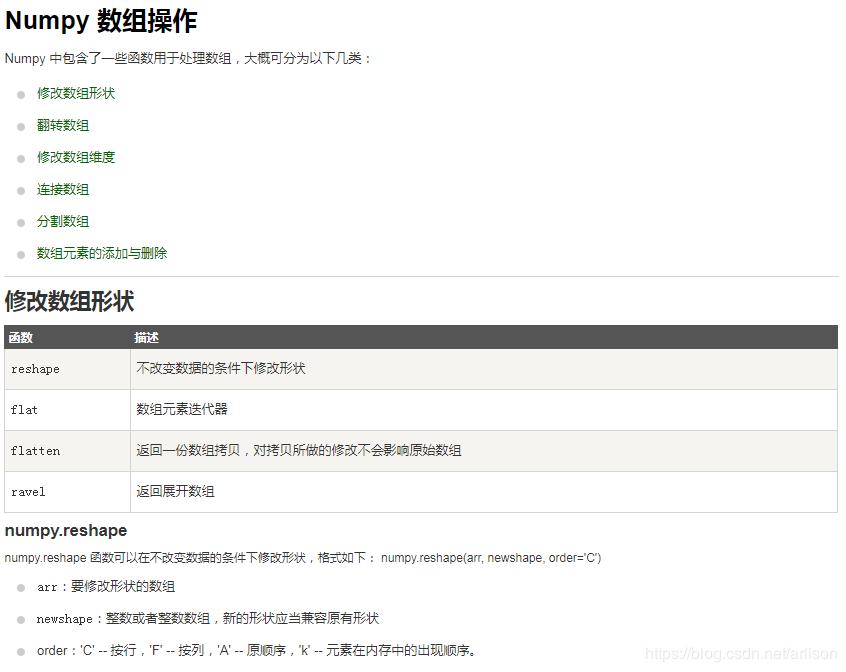 Numpy 数组操作
Numpy 中包含了一些函数用于处理数组，大概可分为以下几类：
修改数组形状
翻转数组
修改数组维度
连接数组
分割数组
数组元素的添加与删除
修改数组形状
函数 描述
reshape 不改变数据的条件下修改形状
flat 数组元素迭代器
flatten 返回一份数组拷贝，对拷贝所做的修改不会影响原始数组
ravel 返回展开数组
numpy.reshape
numpy.reshape 函数可以在不改变数据的条件下修改形状，格式如下： numpy.reshape(arr, newshape, order='C')
arr：要修改形状的数组
newshape：整数或者整数数组，新的形状应当兼容原有形状
order：'C' -- 按行，'F' -- 按列，'A' -- 原顺序，'k' -- 元素在内存中的出现顺序。
https://blog.csdn.net/arlison